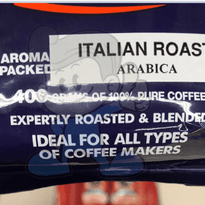 AROMA
PACKED
ITALIAN ROAST
ARABICA
GRAMS OF 100% PURE COFFEE
EXPERTLY ROASTED & BLENDED
IDEAL FOR ALL TYPES
OF COFFEE MAKERS